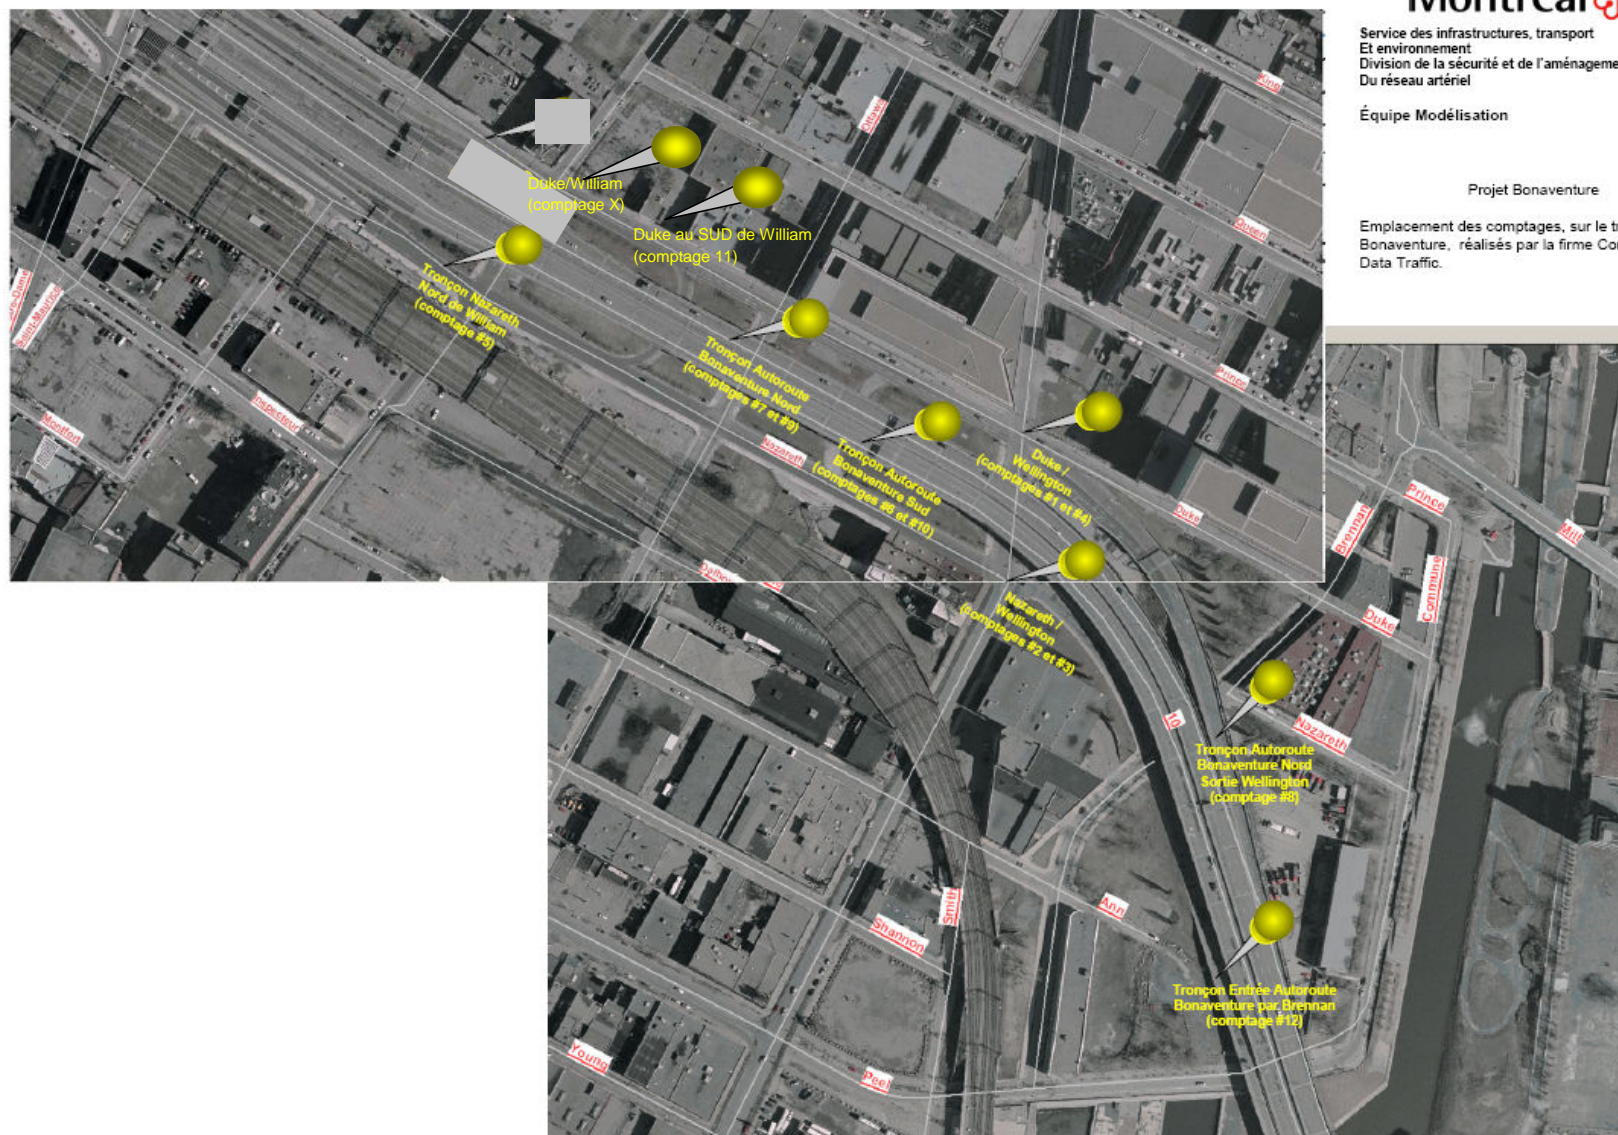 Montréal
Service des infrastructures, transport
Et environnement
Division de la sécurité et de l'aménageme
Du réseau artériel
Équipe Modélisation
Projet Bonaventure
Emplacement des comptages, sur le tr
Bonaventure, réalisés par la firme Co
Data Traffic.
King
Ottawa
Queen
Prince
Duke/William
(comptage X)
Duke au SUD de William
(comptage 11)
Tronçon Nazareth
Nord de William
(comptage #5)
Tronçon Autoroute
Bonaventure Nord
(comptages #7 et #9)
Tronçon Autoroute
Bonaventure Sud
(comptages #6 et #10)
Duke /
Wellington
(comptages #1 et #4)
Nazareth /
Wellington
(comptages #2 et #3)
Saint-Maurice
Montfort
Inspecteur
Nazareth
Duke
Brennan
Prince
Mill
Commune
Duke
Nazareth
10
Tronçon Autoroute
Bonaventure Nord
Sortie Wellington
(comptage #8)
Tronçon Entrée Autoroute
Bonaventure par Brennan
(comptage #12)
Ann
Smith
Shannon
Young
Peel